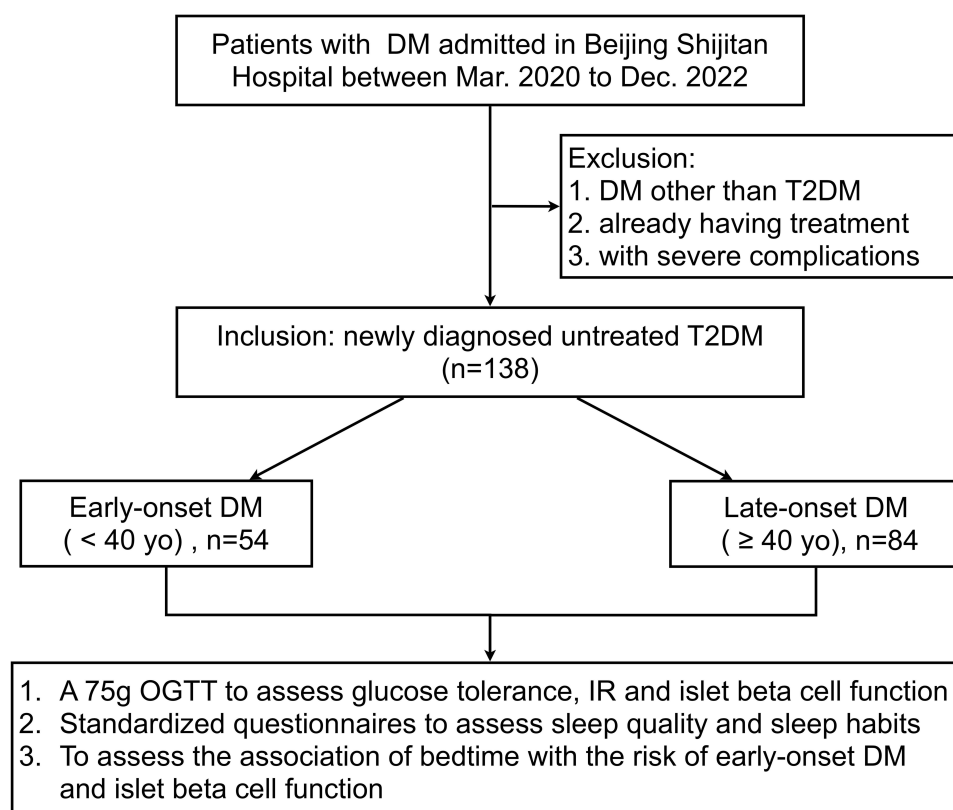 Patients with DM admitted in Beijing Shijitan
Hospital between Mar. 2020 to Dec. 2022
Exclusion:
1. DM other than T2DM
2. already having treatment
3. with severe complications
Inclusion: newly diagnosed untreated T2DM
(n=138)
Early-onset DM
( < 40 yo) , n=54
Late-onset DM
( ≥ 40 yo), n=84
1. A 75g OGTT to assess glucose tolerance, IR and islet beta cell function
2. Standardized questionnaires to assess sleep quality and sleep habits
3. To assess the association of bedtime with the risk of early-onset DM
and islet beta cell function